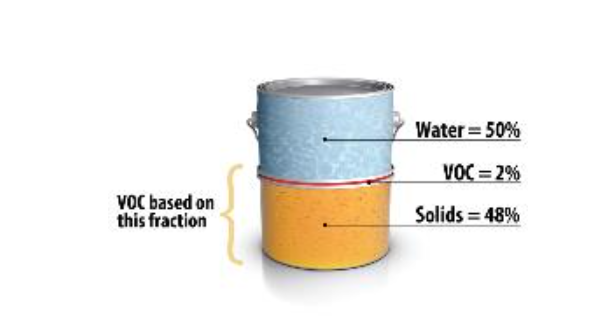 Water = 50%
VOC = 2%
VOC based on
this fraction
Solids = 48%